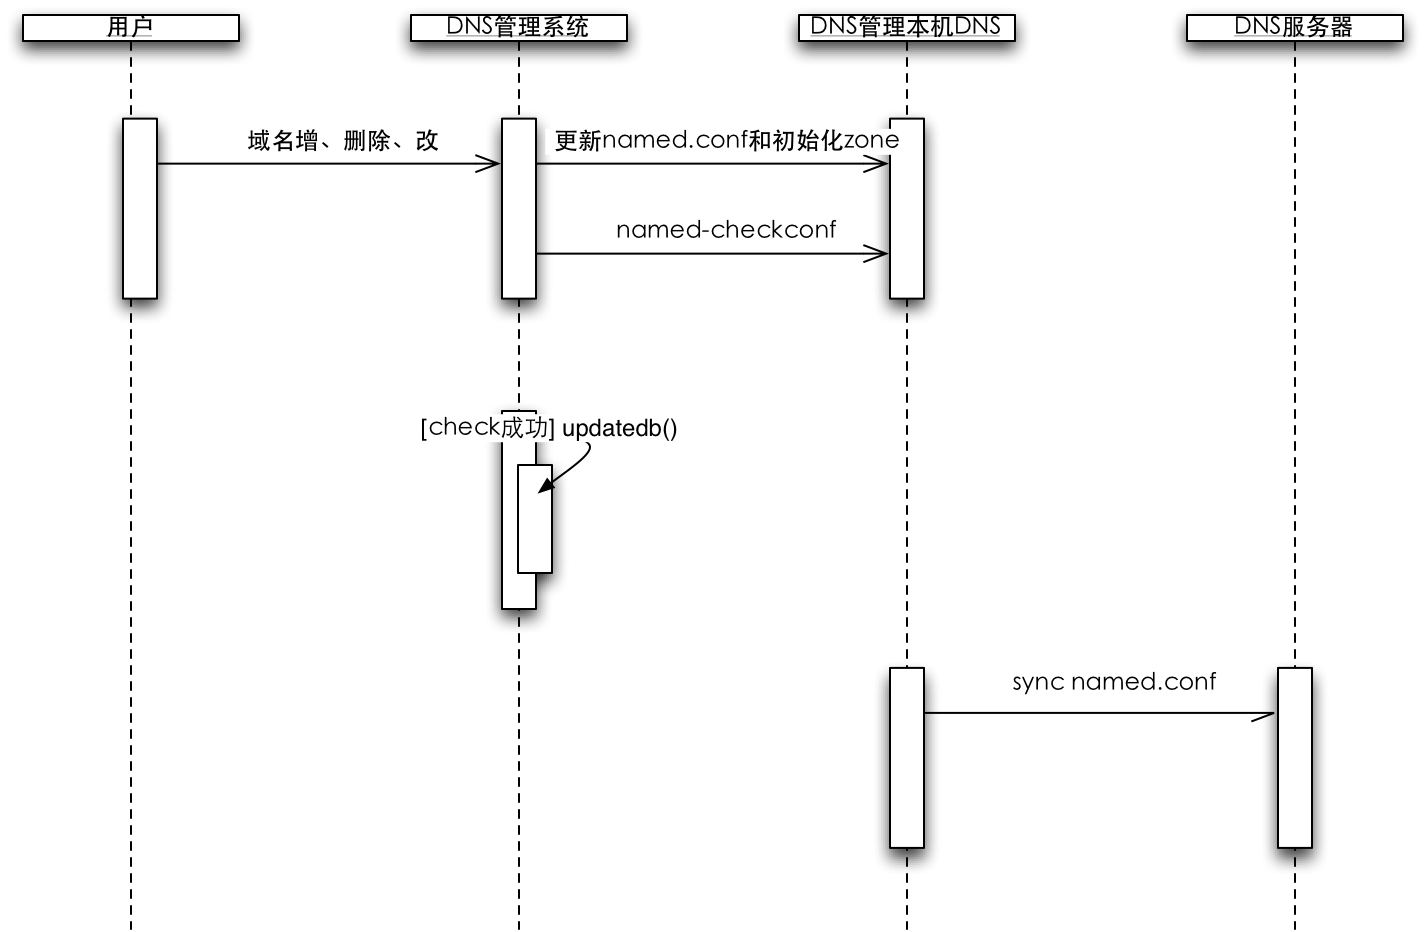 用户
DNS管理系统
DNS管理本机DNS
DNS服务器
域名增、删除、改
更新named.conf和初始化zone
named-checkconf
[check成功] updatedb()
sync named.conf